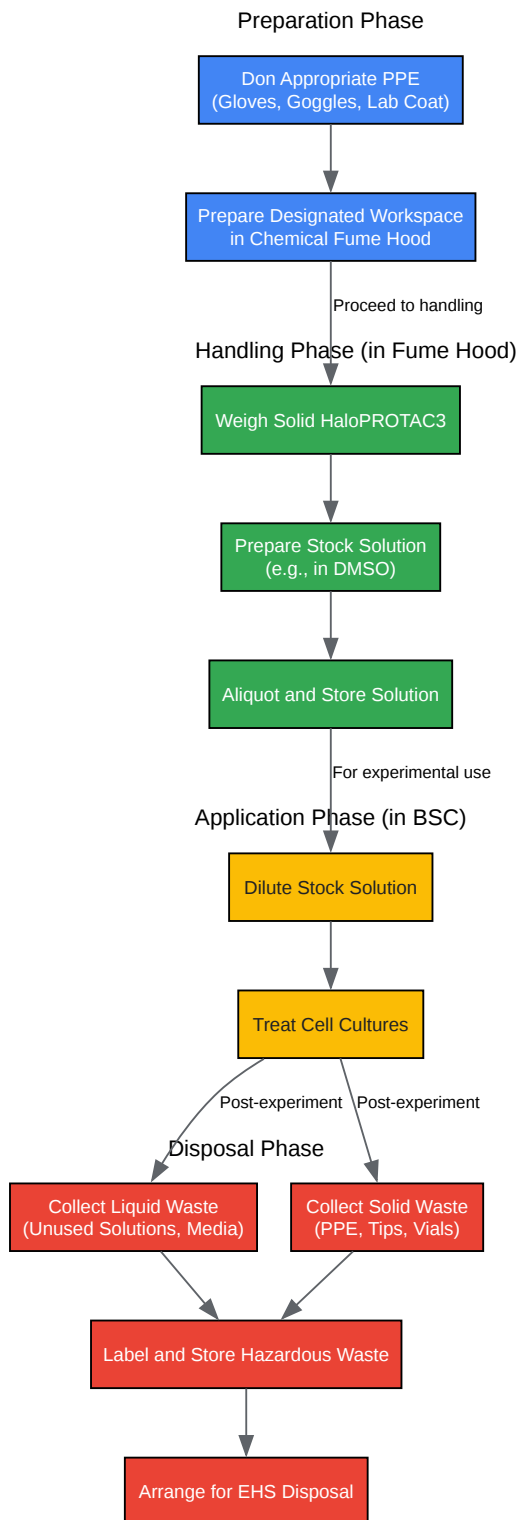 Preparation Phase
Don Appropriate PPE
(Gloves, Goggles, Lab Coat)
Prepare Designated Workspace
in Chemical Fume Hood
Proceed to handling
Handling Phase (in Fume Hood)
Weigh Solid HaloPROTAC3
Prepare Stock Solution
(e.g., in DMSO)
Aliquot and Store Solution
For experimental use
Application Phase (in BSC)
Dilute Stock Solution
Treat Cell Cultures
Post-experiment
Post-experiment
Disposal Phase
Collect Liquid Waste
(Unused Solutions, Media)
Collect Solid Waste
(PPE, Tips, Vials)
Label and Store Hazardous Waste
Arrange for EHS Disposal